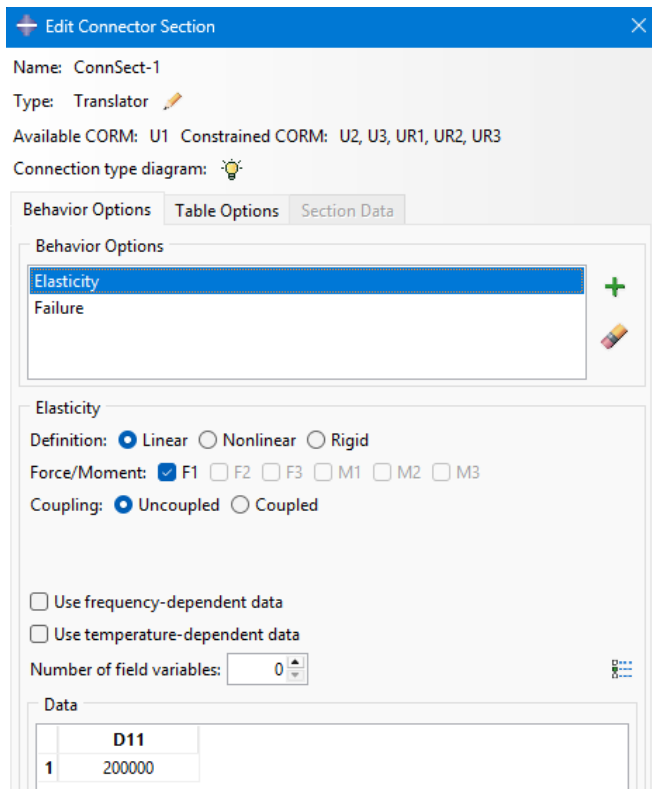 Edit Connector Section
Name: ConnSect-1
Type: Translator
Available CORM: U1 Constrained CORM: U2, U3, UR1, UR2, UR3
Connection type diagram:
Behavior Options Table Options Section Data
Behavior Options
Elasticity
Failure
Elasticity
Definition: Linear Nonlinear Rigid
Force/Moment: F1 F2 F3 M1 M2 M3
Coupling: Uncoupled Coupled
Use frequency-dependent data
Use temperature-dependent data
Number of field variables: 0
Data
D11
1 200000